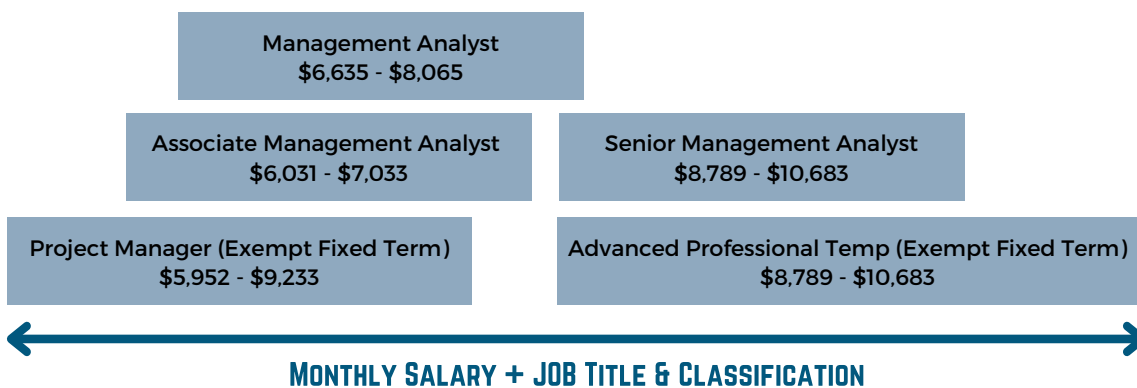 Management Analyst
$6,635 - $8,065
Associate Management Analyst
$6,031 - $7,033
Senior Management Analyst
$8,789 - $10,683
Project Manager (Exempt Fixed Term)
$5,952 - $9,233
Advanced Professional Temp (Exempt Fixed Term)
$8,789 - $10,683
Monthly Salary + JOB Title & Classification